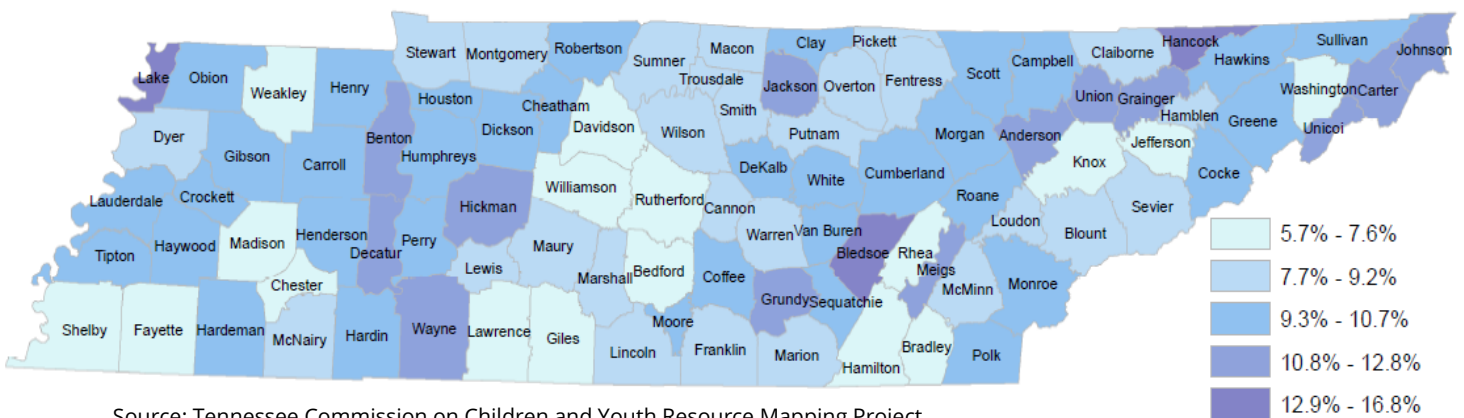 Stewart
Montgomery
Robertson
Sumner
Macon
Trousdale
Clay
Pickett
Jackson
Overton
Fentress
Scott
Campbell
Claiborne
Hancock
Hawkins
Sullivan
Johnson
Lake
Obion
Weakley
Henry
Houston
Cheatham
Dickson
Davidson
Wilson
Smith
Putnam
Morgan
Anderson
Union
Grainger
Hamblen
Greene
Washington
Carter
Unicoi
Dyer
Gibson
Carroll
Benton
Humphreys
Williamson
Rutherford
Cannon
DeKalb
White
Cumberland
Roane
Knox
Jefferson
Cocke
Sevier
Lauderdale
Crockett
Tipton
Haywood
Madison
Henderson
Decatur
Perry
Hickman
Maury
Lewis
Marshall
Bedford
Coffee
Warren
Van Buren
Bledsoe
Rhea
Meigs
McMinn
Loudon
Blount
Monroe
Shelby
Fayette
Hardeman
Chester
McNairy
Hardin
Wayne
Lawrence
Giles
Lincoln
Moore
Franklin
Grundy
Sequatchie
Marion
Hamilton
Bradley
Polk
5.7% - 7.6%
7.7% - 9.2%
9.3% - 10.7%
10.8% - 12.8%
12.9% - 16.8%
Source: Tennessee Commission on Children and Youth Resource Mapping Project